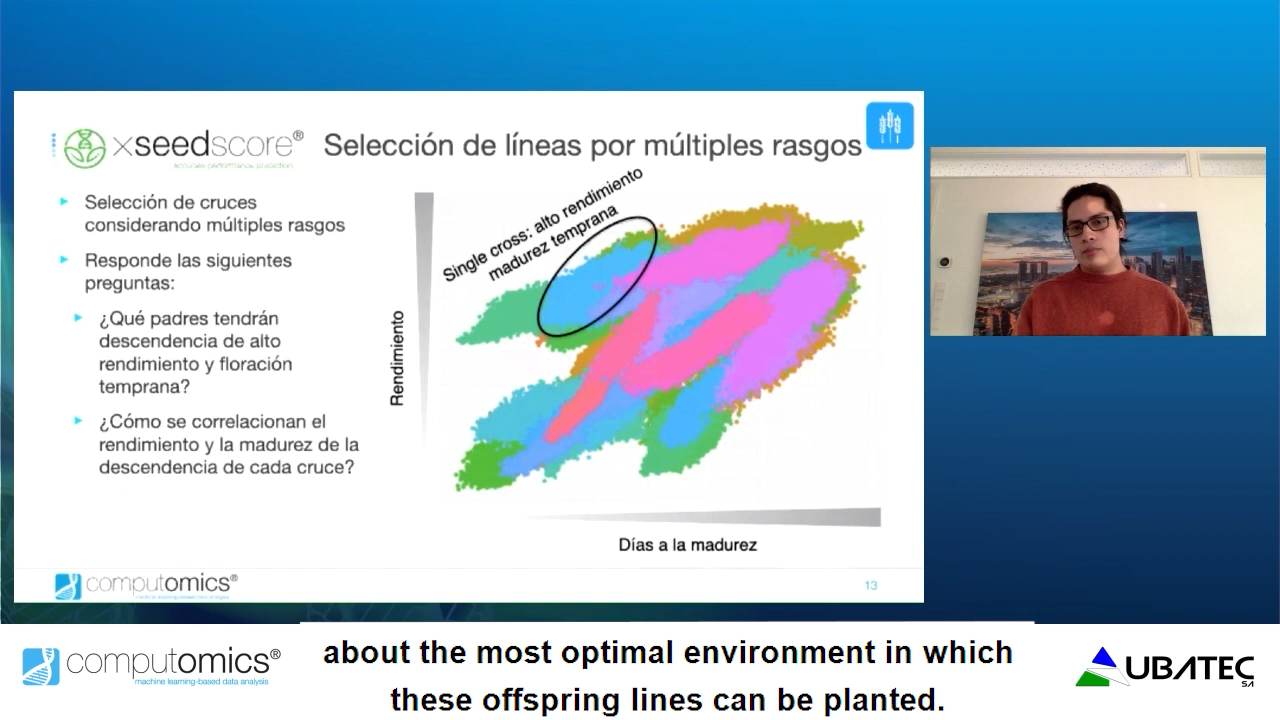 xseedscore®
accurate performance prediction
Selección de líneas por múltiples rasgos
Selección de cruces
considerando múltiples rasgos
Responde las siguientes
preguntas:
¿Qué padres tendrán
descendencia de alto
rendimiento y floración
temprana?
¿Cómo se correlacionan el
rendimiento y la madurez de la
descendencia de cada cruce?
Single cross: alto rendimiento
madurez temprana
Rendimiento
Días a la madurez
computomics®
13
computomics®
machine learning-based data analysis
about the most optimal environment in which
these offspring lines can be planted.
UBATEC
SA